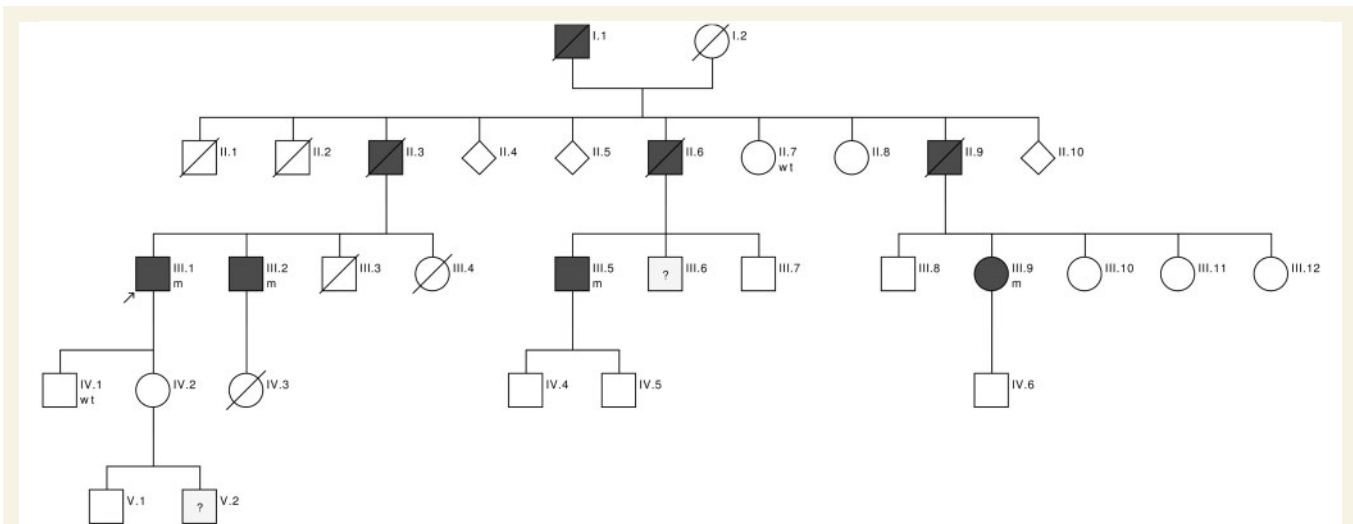 I.1 I.2
II.1 II.2 II.3 II.4 II.5 II.6 II.7 II.8 II.9 II.10
wt
III.1 III.2 III.3 III.4 III.5 ? III.6 III.7 III.8 III.9 III.10 III.11 III.12
m m m m
IV.1 IV.2 IV.3 IV.4 IV.5 IV.6
wt
V.1 ? V.2